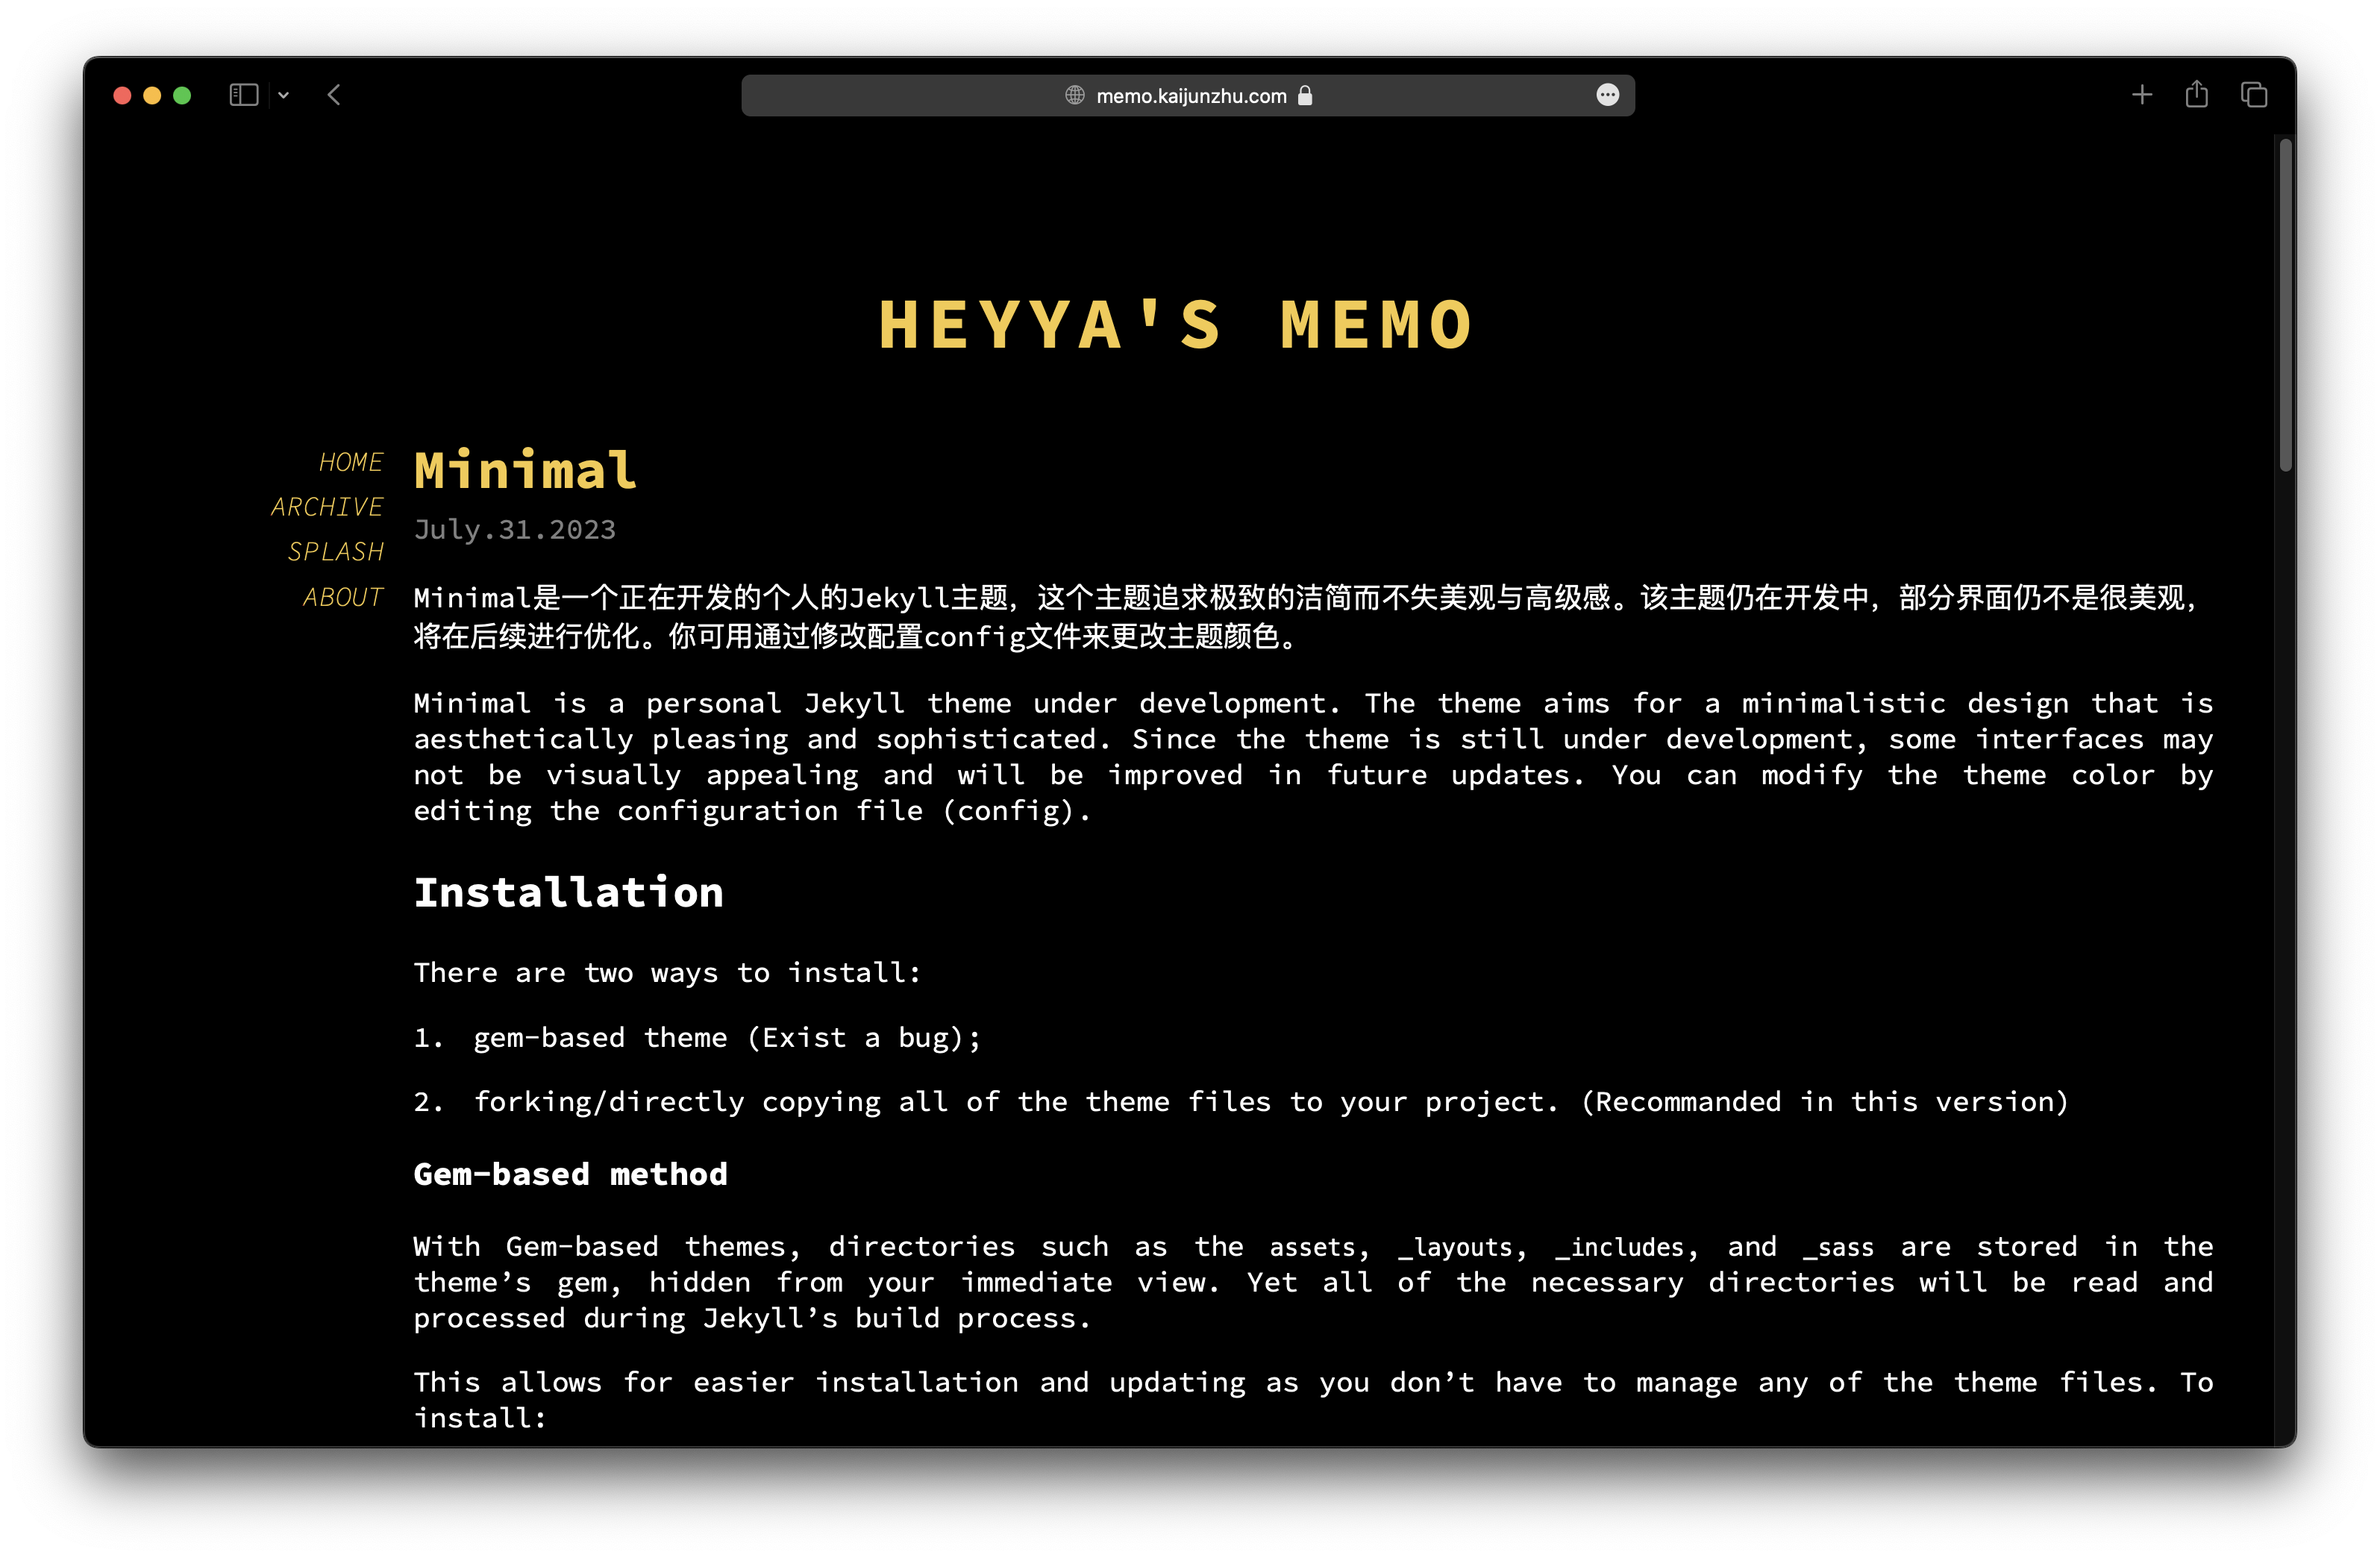 memo.kaijunzhu.com
HEYYA'S MEMO
HOME
ARCHIVE
SPLASH
ABOUT
Minimal
July.31.2023
Minimal是一个正在开发的个人的Jekyll主题，这个主题追求极致的洁简而不失美观与高级感。该主题仍在开发中，部分界面仍不是很美观，
将在后续进行优化。你可用通过修改配置config文件来更改主题颜色。
Minimal is a personal Jekyll theme under development. The theme aims for a minimalistic design that is
aesthetically pleasing and sophisticated. Since the theme is still under development, some interfaces may
not be visually appealing and will be improved in future updates. You can modify the theme color by
editing the configuration file (config).
Installation
There are two ways to install:
1. gem-based theme (Exist a bug);
2. forking/directly copying all of the theme files to your project. (Recommanded in this version)
Gem-based method
With Gem-based themes, directories such as the assets, _layouts, _includes, and _sass are stored in the
theme’s gem, hidden from your immediate view. Yet all of the necessary directories will be read and
processed during Jekyll’s build process.
This allows for easier installation and updating as you don’t have to manage any of the theme files. To
install: